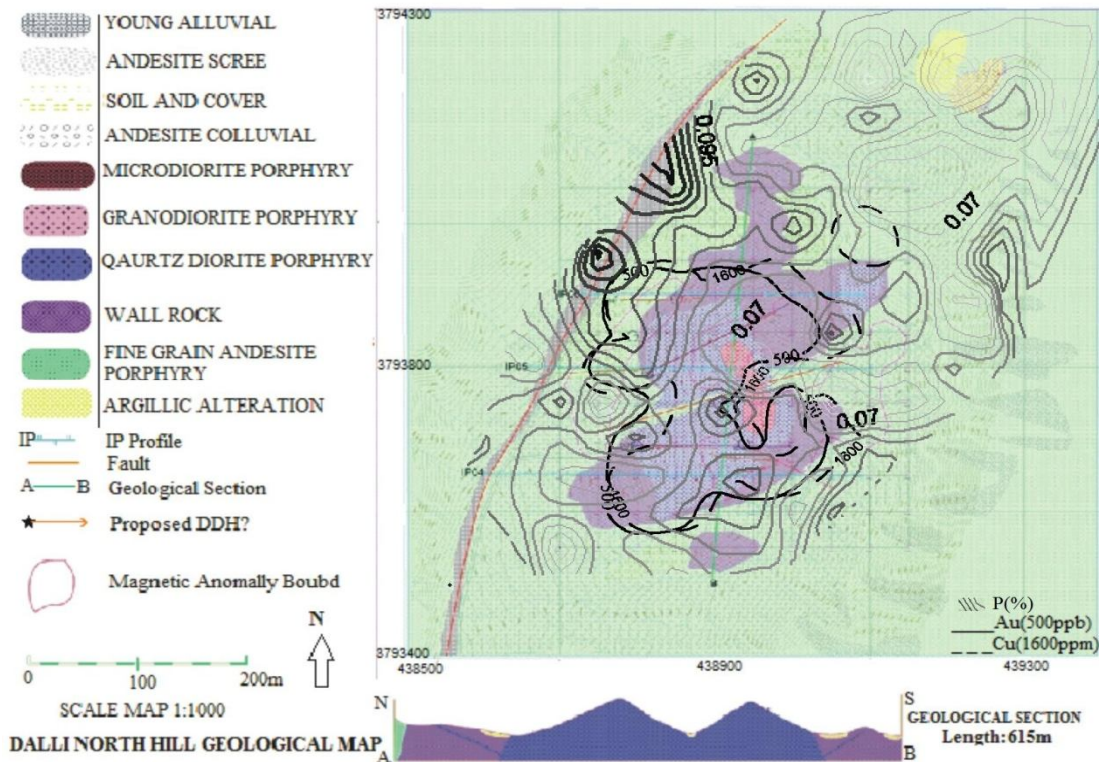 YOUNG ALLUVIAL
ANDESITE SCREE
SOIL AND COVER
ANDESITE COLLUVIAL
MICRODIORITE PORPHYRY
GRANODIORITE PORPHYRY
QAURTZ DIORITE PORPHYRY
WALL ROCK
FINE GRAIN ANDESITE
PORPHYRY
ARGILLIC ALTERATION
IP IP Profile
Fault
A B Geological Section
Proposed DDH?
Magnetic Anomally Boubd
N
0 100 200m
SCALE MAP 1:1000
DALLI NORTH HILL GEOLOGICAL MAP
3794300
3793800
3793400
438500
438900
439300
0.085
0.07
500
1600
0.07
IP05
500
1600
500
0.07
1600
IP04
500
1600
P(%)
Au(500ppb)
Cu(1600ppm)
N
S
A
B
GEOLOGICAL SECTION
Length:615m